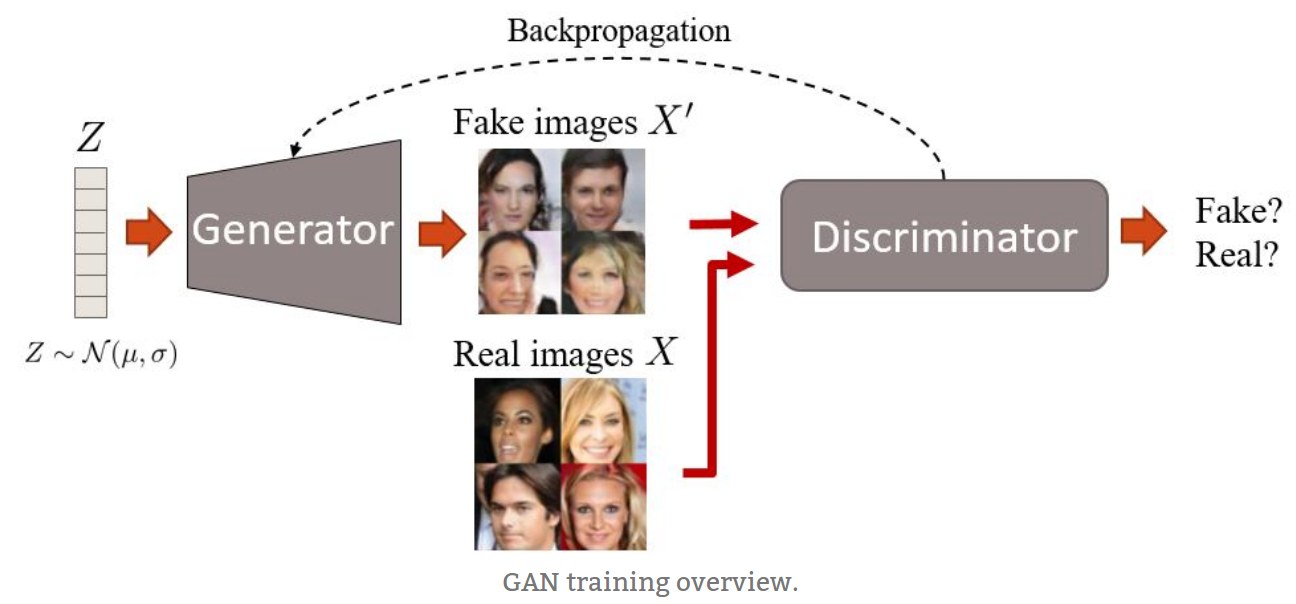 Backpropagation
Z
Fake images X′
Generator
Discriminator
Fake?
Real?
Z ∼ 𝒩(μ, σ)
Real images X
GAN training overview.